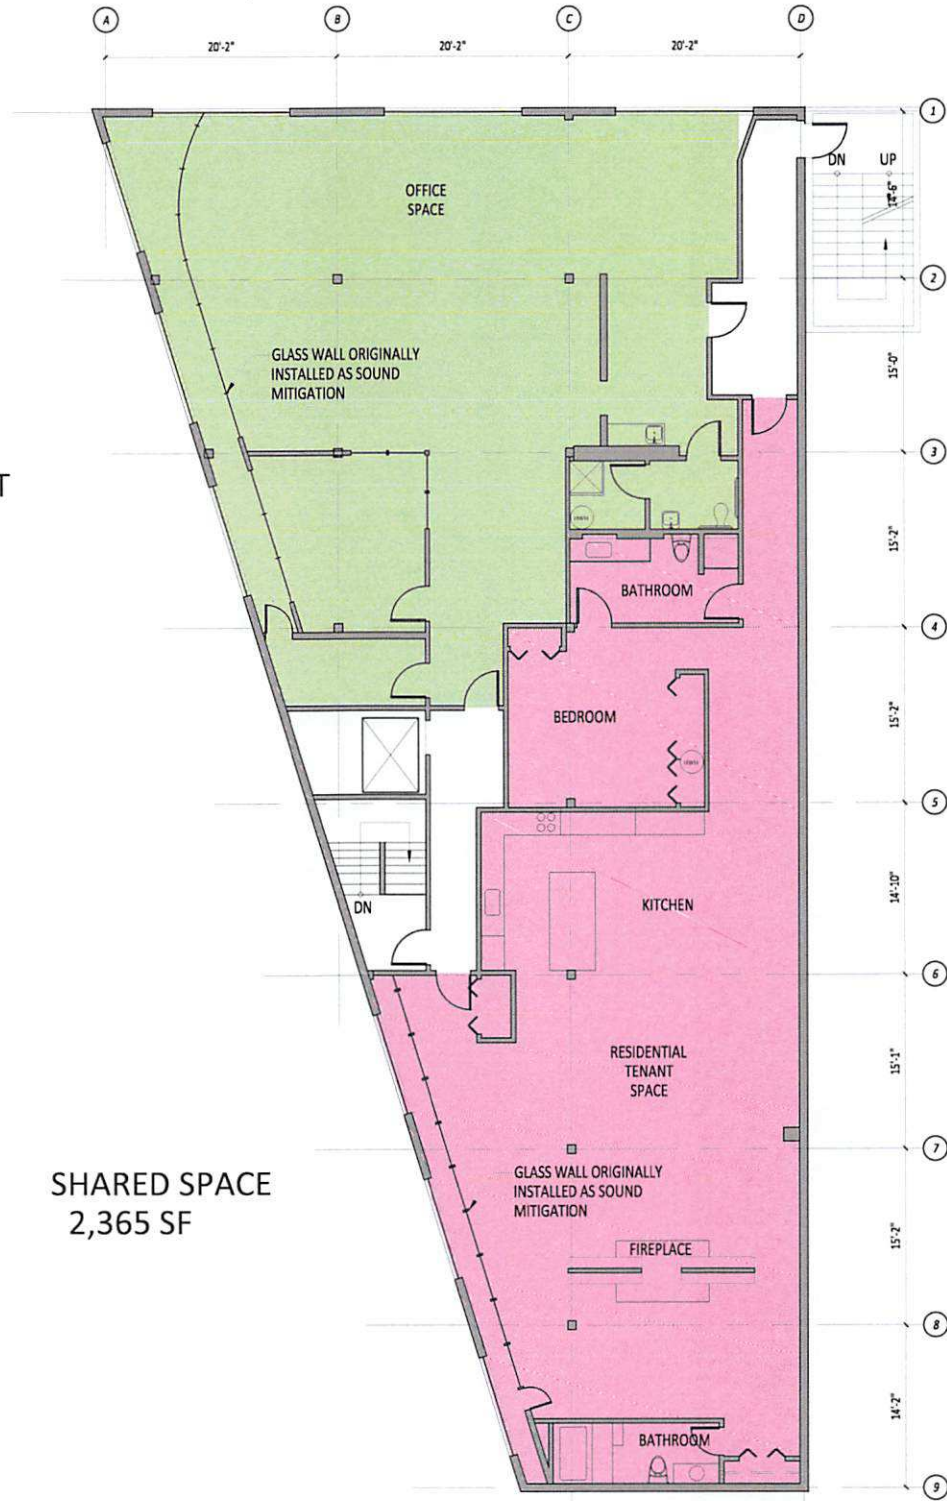 A
B
C
D
20'-2"
20'-2"
20'-2"
1
DN
UP
14'-6"
OFFICE
SPACE
2
GLASS WALL ORIGINALLY
INSTALLED AS SOUND
MITIGATION
15'-0"
3
T
15'-2"
BATHROOM
4
BEDROOM
15'-2"
5
DN
KITCHEN
14'-10"
6
RESIDENTIAL
TENANT
SPACE
15'-1"
7
SHARED SPACE
2,365 SF
GLASS WALL ORIGINALLY
INSTALLED AS SOUND
MITIGATION
15'-2"
FIREPLACE
8
14'-2"
BATHROOM
9